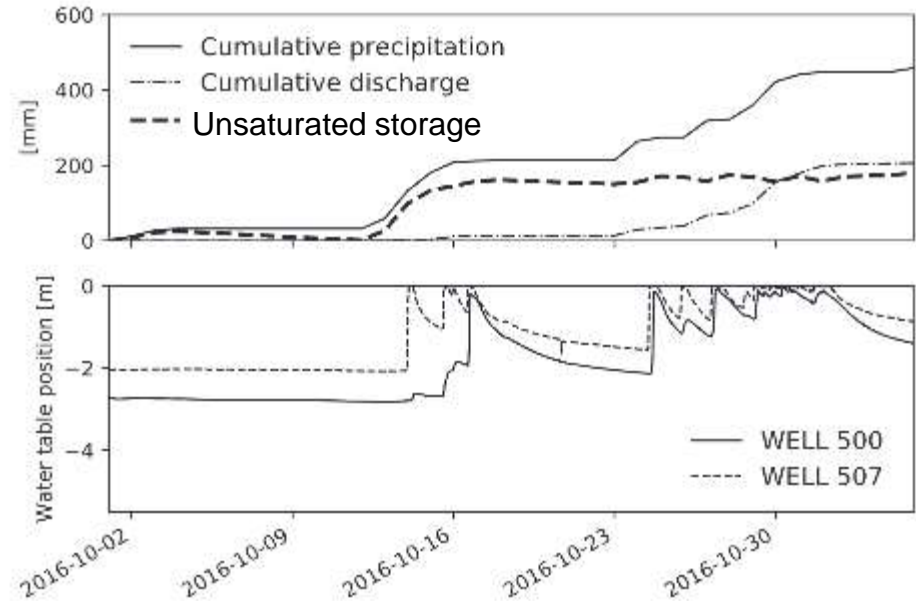 600
400
200
0
[mm]
Cumulative precipitation
Cumulative discharge
Unsaturated storage
0
−2
−4
Water table position [m]
WELL 500
WELL 507
2016-10-02
2016-10-09
2016-10-16
2016-10-23
2016-10-30